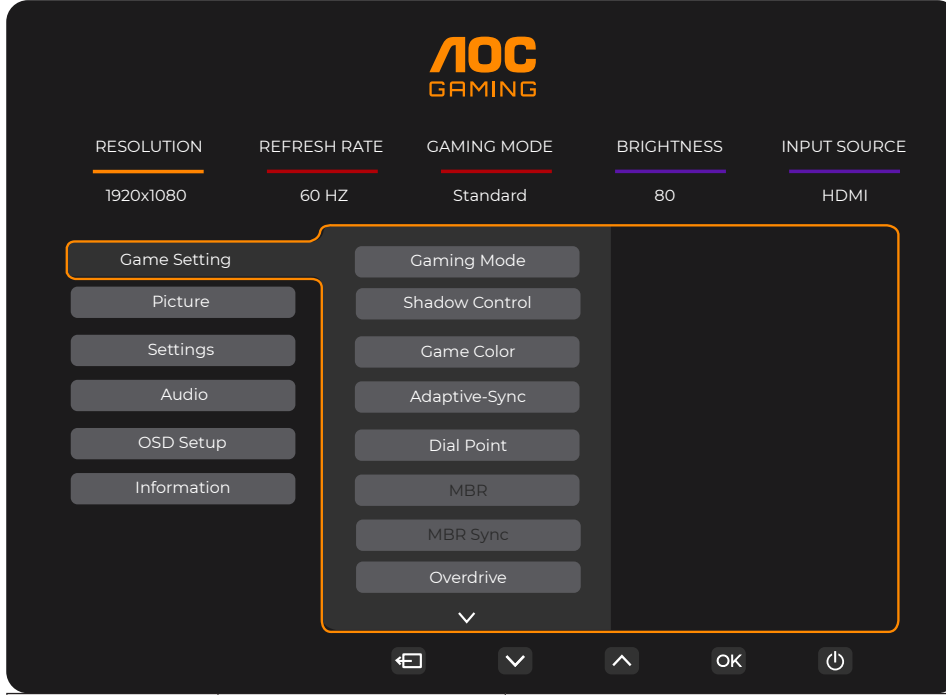 AOC
GAMING
RESOLUTION REFRESH RATE GAMING MODE BRIGHTNESS INPUT SOURCE
1920x1080 60 HZ Standard 80 HDMI
Game Setting Gaming Mode
Picture Shadow Control
Settings Game Color
Audio Adaptive-Sync
OSD Setup Dial Point
Information MBR
MBR Sync
Overdrive
OK